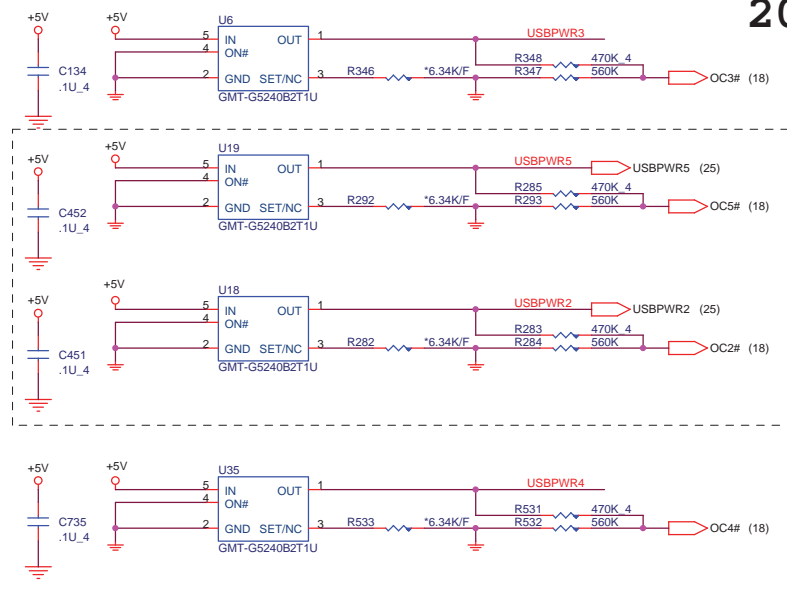 20
+5V +5V U6
5 IN OUT 1 USBPWR3
4 ON#
R348 470K_4
C134 2 GND SET/NC 3 R346 *6.34K/F R347 560K OC3# (18)
.1U_4 GMT-G5240B2T1U
+5V +5V U19
5 IN OUT 1 USBPWR5 USBPWR5 (25)
4 ON#
R285 470K_4
C452 2 GND SET/NC 3 R292 *6.34K/F R293 560K OC5# (18)
.1U_4 GMT-G5240B2T1U
+5V +5V U18
5 IN OUT 1 USBPWR2 USBPWR2 (25)
4 ON#
R283 470K_4
C451 2 GND SET/NC 3 R282 *6.34K/F R284 560K OC2# (18)
.1U_4 GMT-G5240B2T1U
+5V +5V U35
5 IN OUT 1 USBPWR4
4 ON#
R531 470K_4
C735 2 GND SET/NC 3 R533 *6.34K/F R532 560K OC4# (18)
.1U_4 GMT-G5240B2T1U